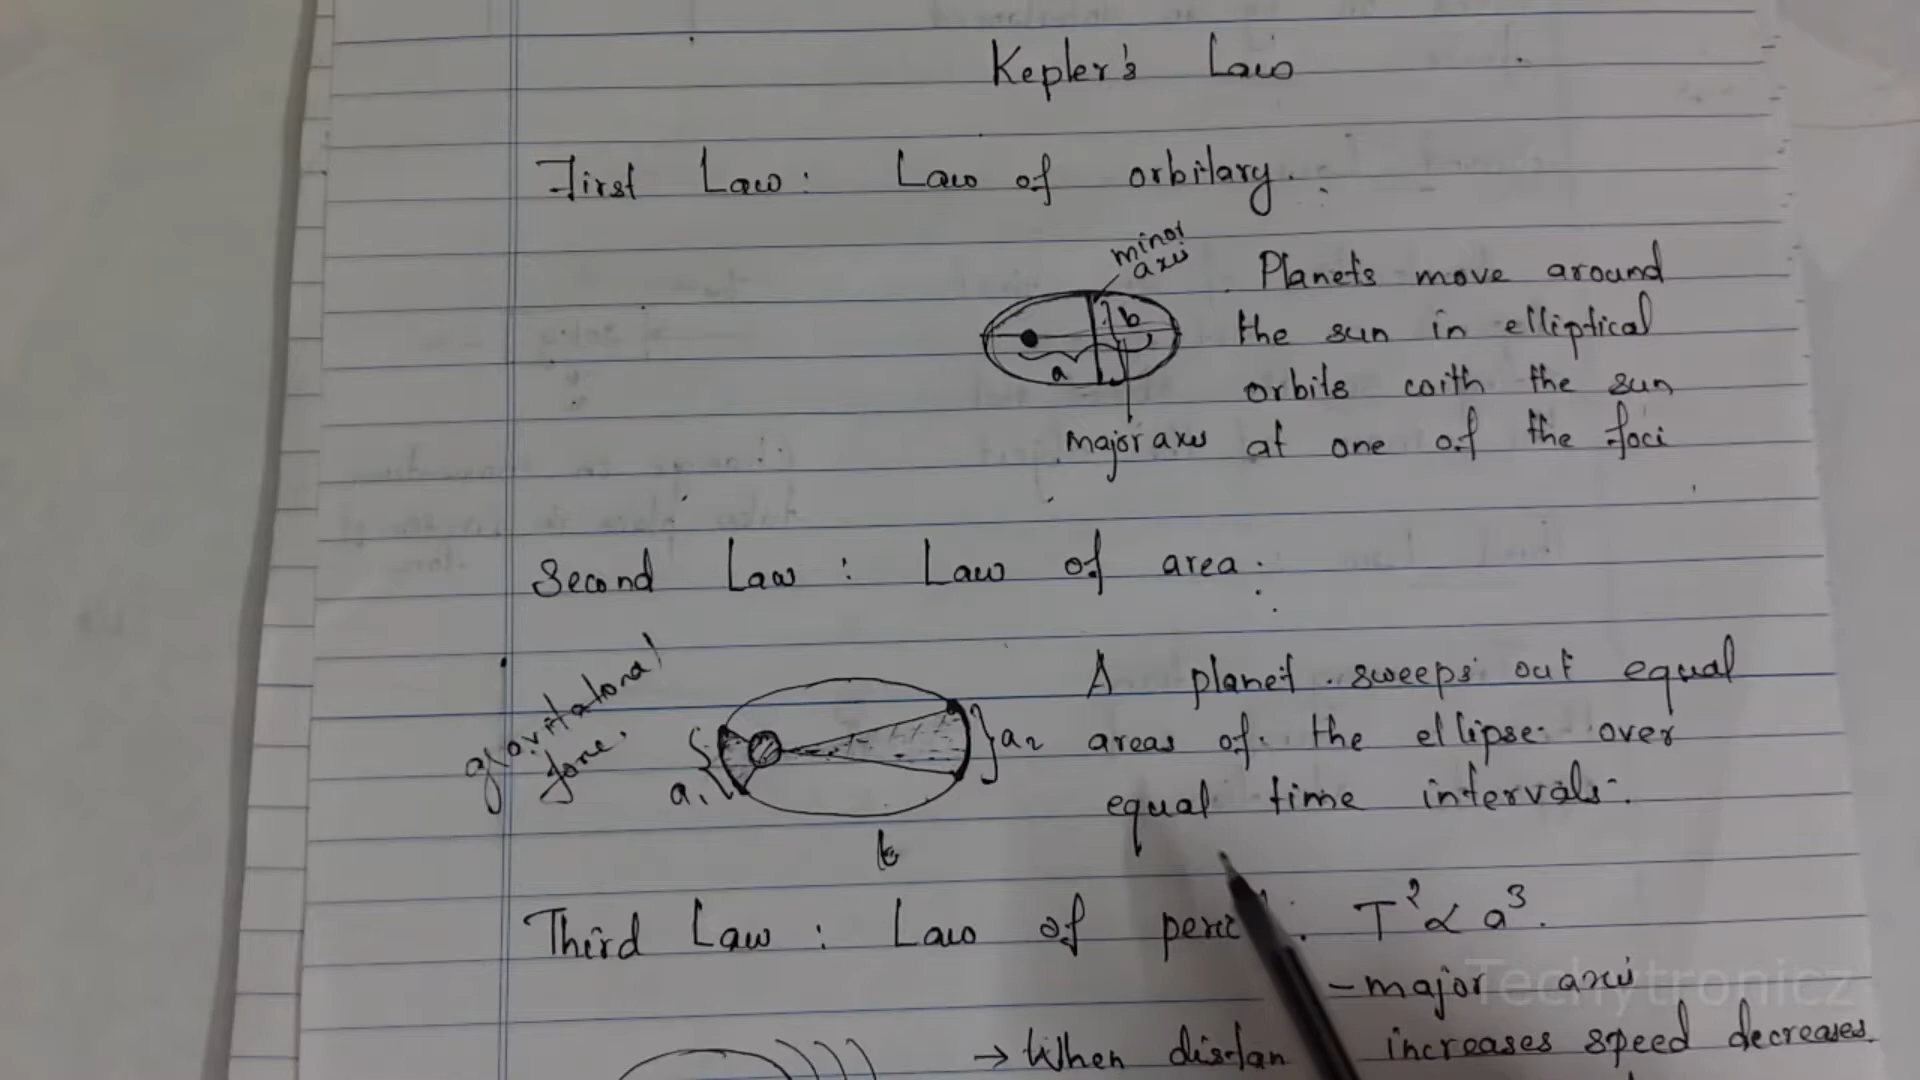 Kepler's Law
First Law: Law of orbitary.
minor
axis
Planets move around
b
the sun in elliptical
a
orbits with the sun
major axis at one of the foci
Second Law : Law of area.
gravitational
A planet sweeps out equal
a2 areas of the ellipse over
a1 equal time intervals.
t
Third Law : Law of T² ∝ a³.
- major axis
Techytronicz
→ When increases speed decreases.